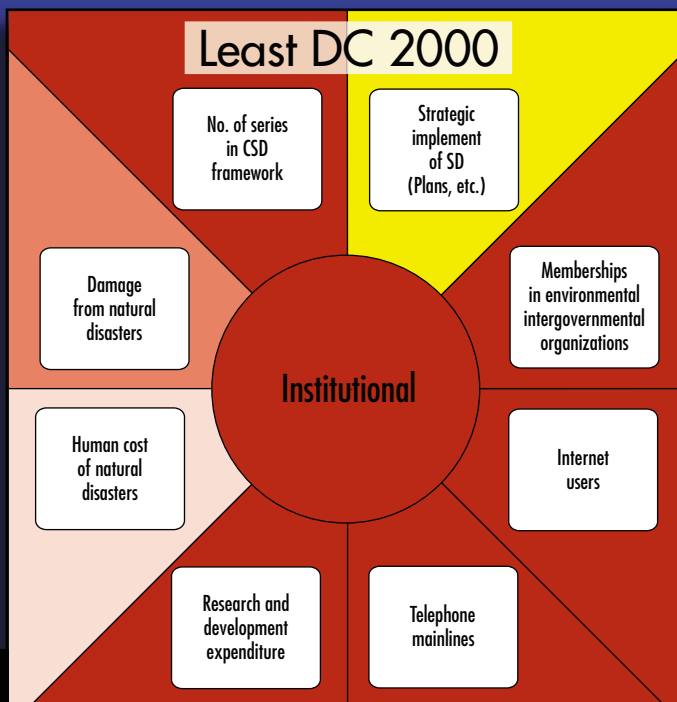 Least DC 2000
No. of series
in CSD
framework
Strategic
implement
of SD
(Plans, etc.)
Damage
from natural
disasters
Memberships
in environmental
intergovernmental
organizations
Institutional
Human cost
of natural
disasters
Internet
users
Research and
development
expenditure
Telephone
mainlines